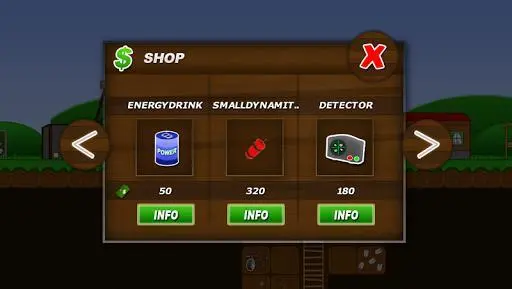 $ SHOP X
ENERGYDRINK SMALLDYNAMIT.. DETECTOR
POWER
50 320 180
INFO INFO INFO